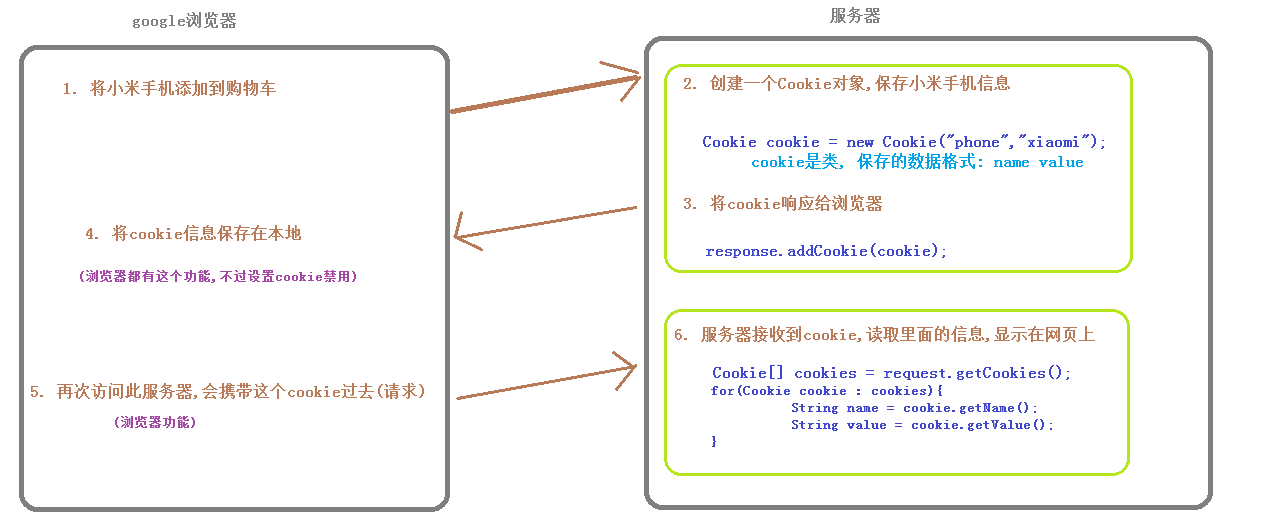 google浏览器
服务器
1. 将小米手机添加到购物车
2. 创建一个Cookie对象,保存小米手机信息
Cookie cookie = new Cookie("phone","xiaomi");
cookie是类, 保存的数据格式: name value
3. 将cookie响应给浏览器
response.addCookie(cookie);
4. 将cookie信息保存在本地
(浏览器都有这个功能,不过设置cookie禁用)
5. 再次访问此服务器,会携带这个cookie过去(请求)
(浏览器功能)
6. 服务器接收到cookie,读取里面的信息,显示在网页上
Cookie[] cookies = request.getCookies();
for(Cookie cookie : cookies){
String name = cookie.getName();
String value = cookie.getValue();
}